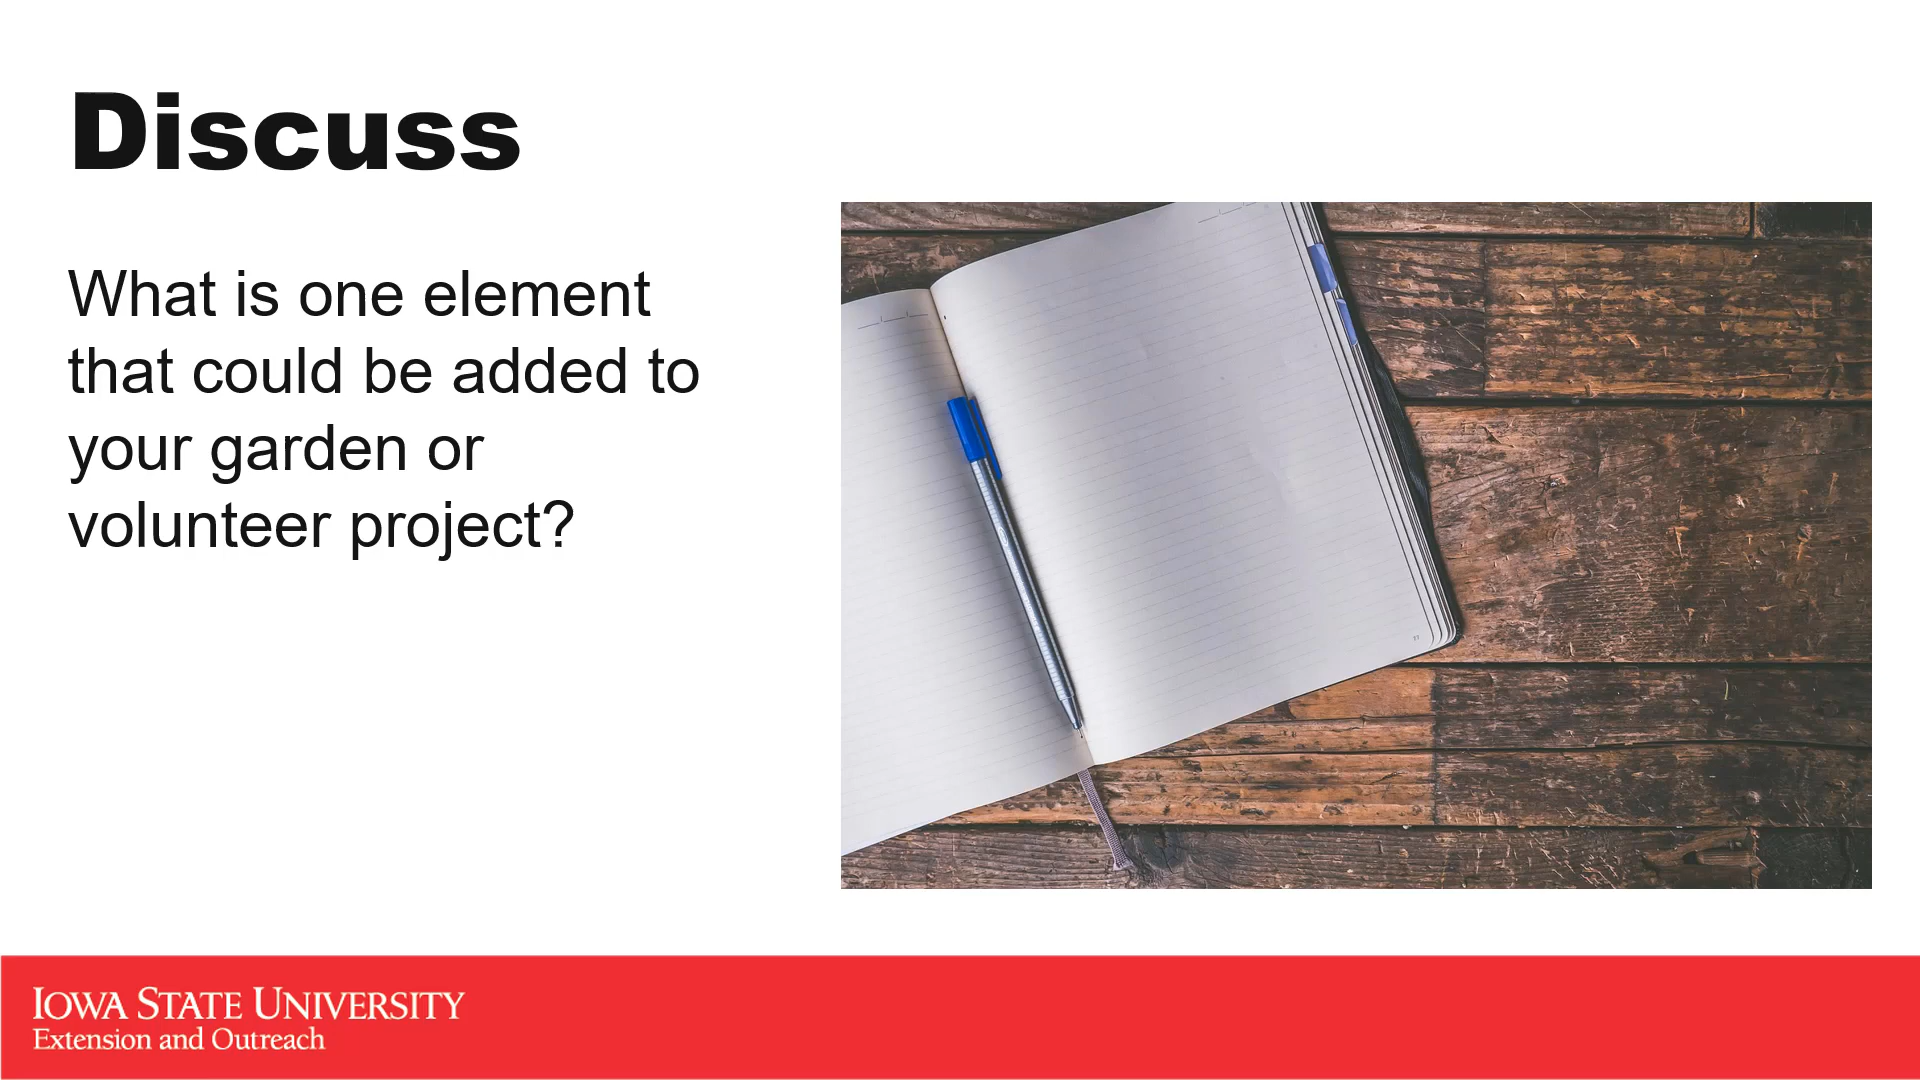 Discuss
What is one element
that could be added to
your garden or
volunteer project?
IOWA STATE UNIVERSITY
Extension and Outreach